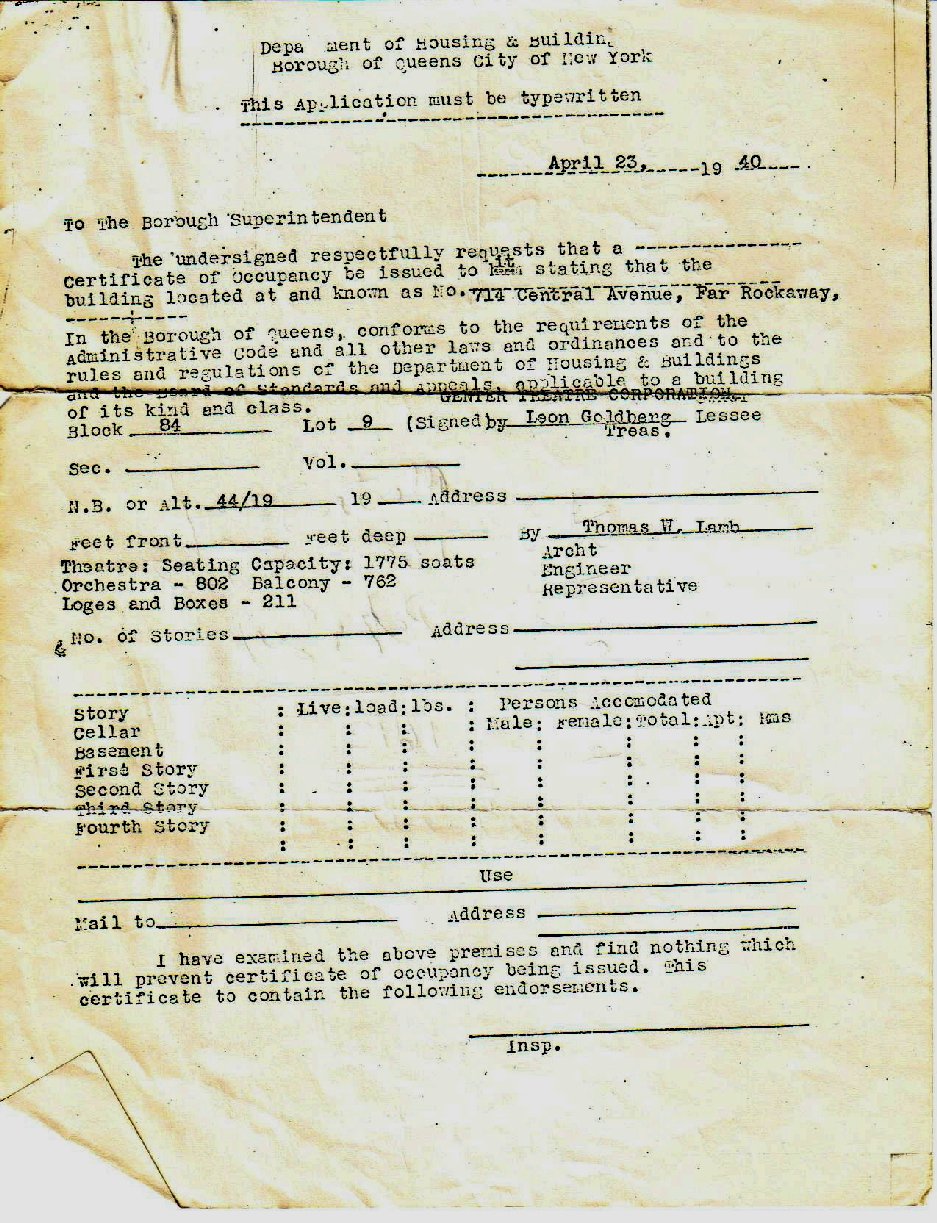 Depa ment of Housing & Buildin
Borough of Queens City of New York
This Application must be typewritten
April 23, 19 40
To The Borough Superintendent
The undersigned respectfully requests that a
Certificate of Occupancy be issued to it stating that the
building located at and known as No. 714 Central Avenue, Far Rockaway,
In the Borough of Queens, conforms to the requirements of the
Administrative Code and all other laws and ordinances and to the
rules and regulations of the Department of Housing & Buildings
and the Board of Standards and Appeals, applicable to a building
CENTER THEATRE CORPORATION,
of its kind and class.
Block 84 Lot 9 (Signed by Leon Goldberg Lessee
Treas.
Sec. Vol.
N.B. or Alt. 44/19 19 Address
Feet front Feet deep By Thomas W. Lamb
Archt
Theatre: Seating Capacity: 1775 seats Engineer
Orchestra - 802 Balcony - 762 Representative
Loges and Boxes - 211
No. of Stories Address
Story : Live:load:lbs. : Persons Accomodated
Cellar : : : : Male: Female:Total:Apt: Rms
Basement : : : : : : : :
First Story : : : : : : : :
Second Story : : : : : : : :
Third Story : : : : : : : :
Fourth Story : : : : : : : :
: : : : : : : :
Use
Mail to Address
I have examined the above premises and find nothing which
will prevent certificate of occupancy being issued. This
certificate to contain the following endorsements.
Insp.